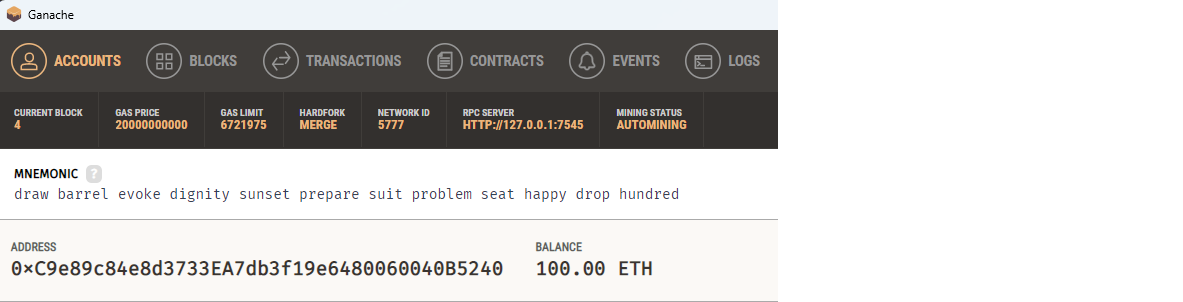 Ganache
ACCOUNTS BLOCKS TRANSACTIONS CONTRACTS EVENTS LOGS
CURRENT BLOCK GAS PRICE GAS LIMIT HARDFORK NETWORK ID RPC SERVER MINING STATUS
4 20000000000 6721975 MERGE 5777 HTTP://127.0.0.1:7545 AUTOMINING
MNEMONIC ?
draw barrel evoke dignity sunset prepare suit problem seat happy drop hundred
ADDRESS BALANCE
0×C9e89c84e8d3733EA7db3f19e6480060040B5240 100.00 ETH